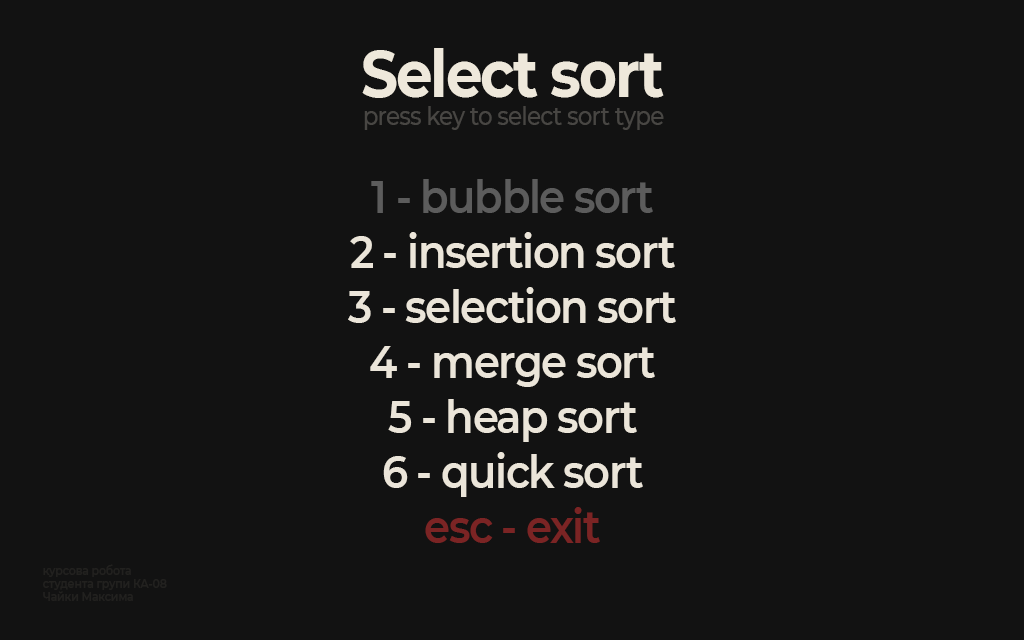 Select sort
press key to select sort type
1 - bubble sort
2 - insertion sort
3 - selection sort
4 - merge sort
5 - heap sort
6 - quick sort
esc - exit
курсова робота
студента групи КА-08
Чайки Максима